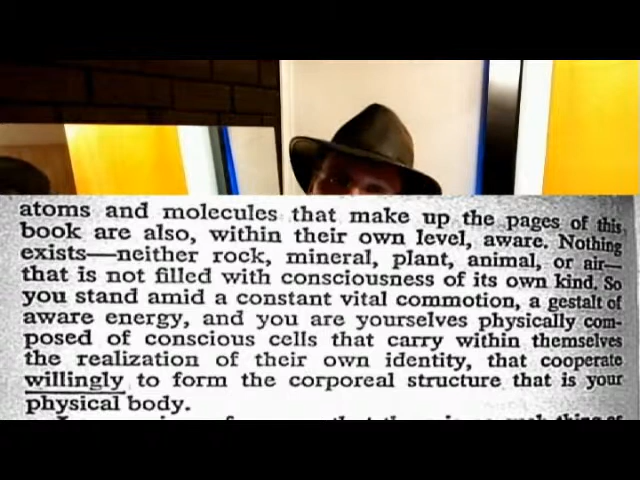 atoms and molecules that make up the pages of this
book are also, within their own level, aware. Nothing
exists—neither rock, mineral, plant, animal, or air—
that is not filled with consciousness of its own kind. So
you stand amid a constant vital commotion, a gestalt of
aware energy, and you are yourselves physically com-
posed of conscious cells that carry within themselves
the realization of their own identity, that cooperate
willingly to form the corporeal structure that is your
physical body.